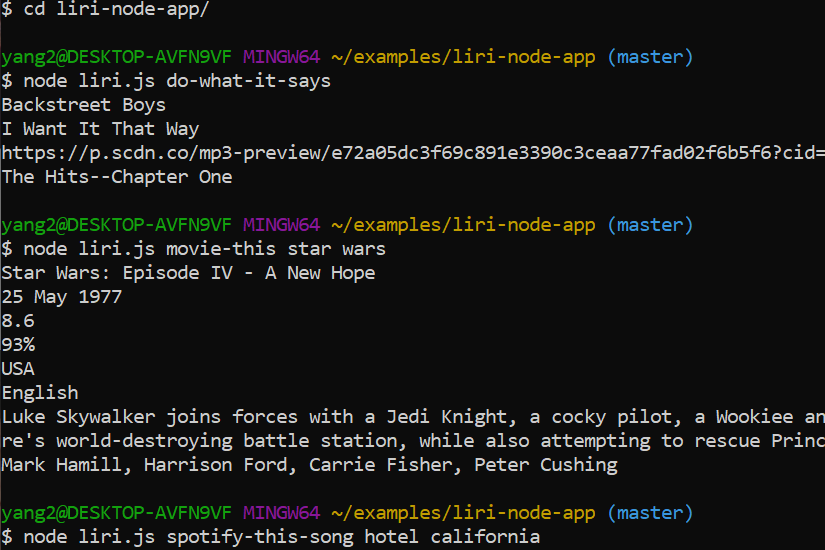 $ cd liri-node-app/
yang2@DESKTOP-AVFN9VF MINGW64 ~/examples/liri-node-app (master)
$ node liri.js do-what-it-says
Backstreet Boys
I Want It That Way
https://p.scdn.co/mp3-preview/e72a05dc3f69c891e3390c3ceaa77fad02f6b5f6?cid=
The Hits--Chapter One
yang2@DESKTOP-AVFN9VF MINGW64 ~/examples/liri-node-app (master)
$ node liri.js movie-this star wars
Star Wars: Episode IV - A New Hope
25 May 1977
8.6
93%
USA
English
Luke Skywalker joins forces with a Jedi Knight, a cocky pilot, a Wookiee an
re's world-destroying battle station, while also attempting to rescue Princ
Mark Hamill, Harrison Ford, Carrie Fisher, Peter Cushing
yang2@DESKTOP-AVFN9VF MINGW64 ~/examples/liri-node-app (master)
$ node liri.js spotify-this-song hotel california